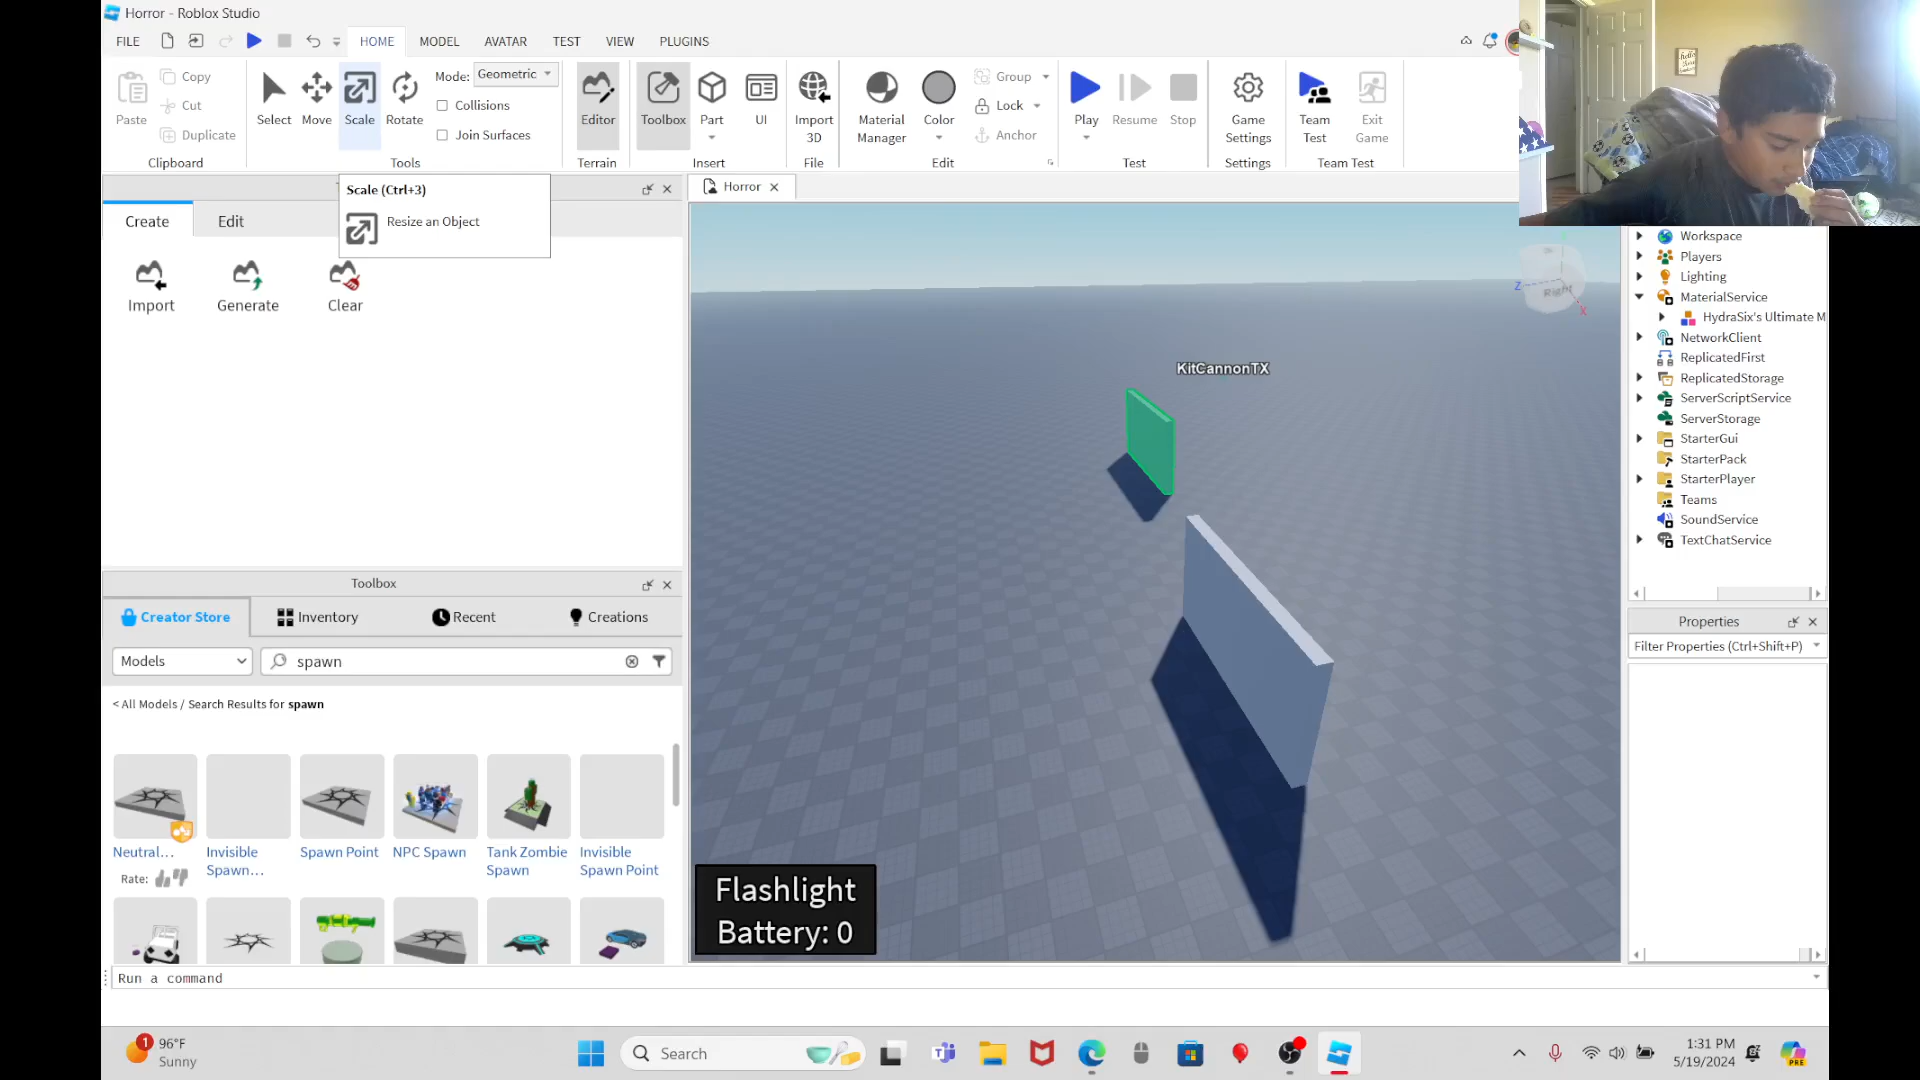 Horror - Roblox Studio
FILE HOME MODEL AVATAR TEST VIEW PLUGINS
Paste Copy Cut Duplicate
Clipboard
Select Move Scale Rotate
Mode: Geometric
Collisions
Join Surfaces
Tools
Editor
Terrain
Toolbox Part UI
Insert
Import 3D
File
Material Manager Color
Group
Lock
Anchor
Edit
Play Resume Stop
Test
Game Settings
Settings
Team Test Exit Game
Team Test
Scale (Ctrl+3)
Resize an Object
Create Edit
Import Generate Clear
Horror
KitCannonTX
Right
Z
X
Flashlight
Battery: 0
Toolbox
Creator Store Inventory Recent Creations
Models spawn
< All Models / Search Results for spawn
Neutral...
Rate:
Invisible Spawn...
Spawn Point
NPC Spawn
Tank Zombie Spawn
Invisible Spawn Point
Workspace
Players
Lighting
MaterialService
HydraSix's Ultimate M
NetworkClient
ReplicatedFirst
ReplicatedStorage
ServerScriptService
ServerStorage
StarterGui
StarterPack
StarterPlayer
Teams
SoundService
TextChatService
Properties
Filter Properties (Ctrl+Shift+P)
Run a command
1
96°F
Sunny
Search
1:31 PM
5/19/2024
PRE